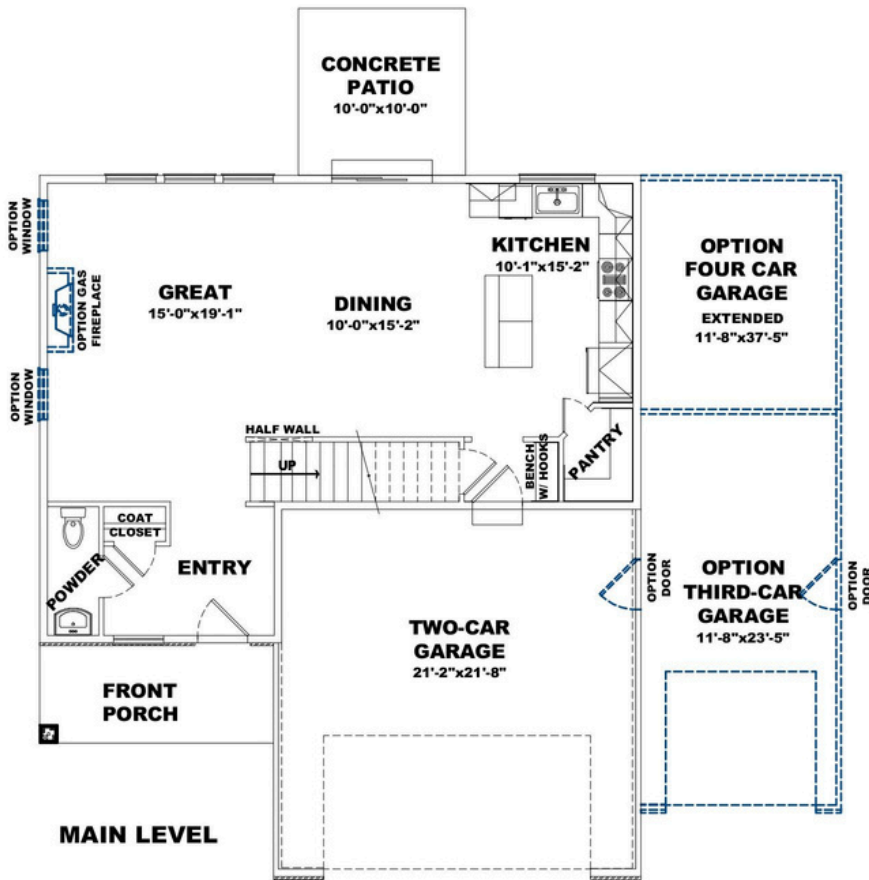 CONCRETE
PATIO
10'-0"x10'-0"
OPTION
WINDOW
OPTION GAS
FIREPLACE
OPTION
WINDOW
GREAT
15'-0"x19'-1"
DINING
10'-0"x15'-2"
KITCHEN
10'-1"x15'-2"
OPTION
FOUR CAR
GARAGE
EXTENDED
11'-8"x37'-5"
HALF WALL
UP
BENCH
W/ HOOKS
PANTRY
COAT
CLOSET
POWDER
ENTRY
TWO-CAR
GARAGE
21'-2"x21'-8"
OPTION
DOOR
OPTION
THIRD-CAR
GARAGE
11'-8"x23'-5"
OPTION
DOOR
FRONT
PORCH
MAIN LEVEL